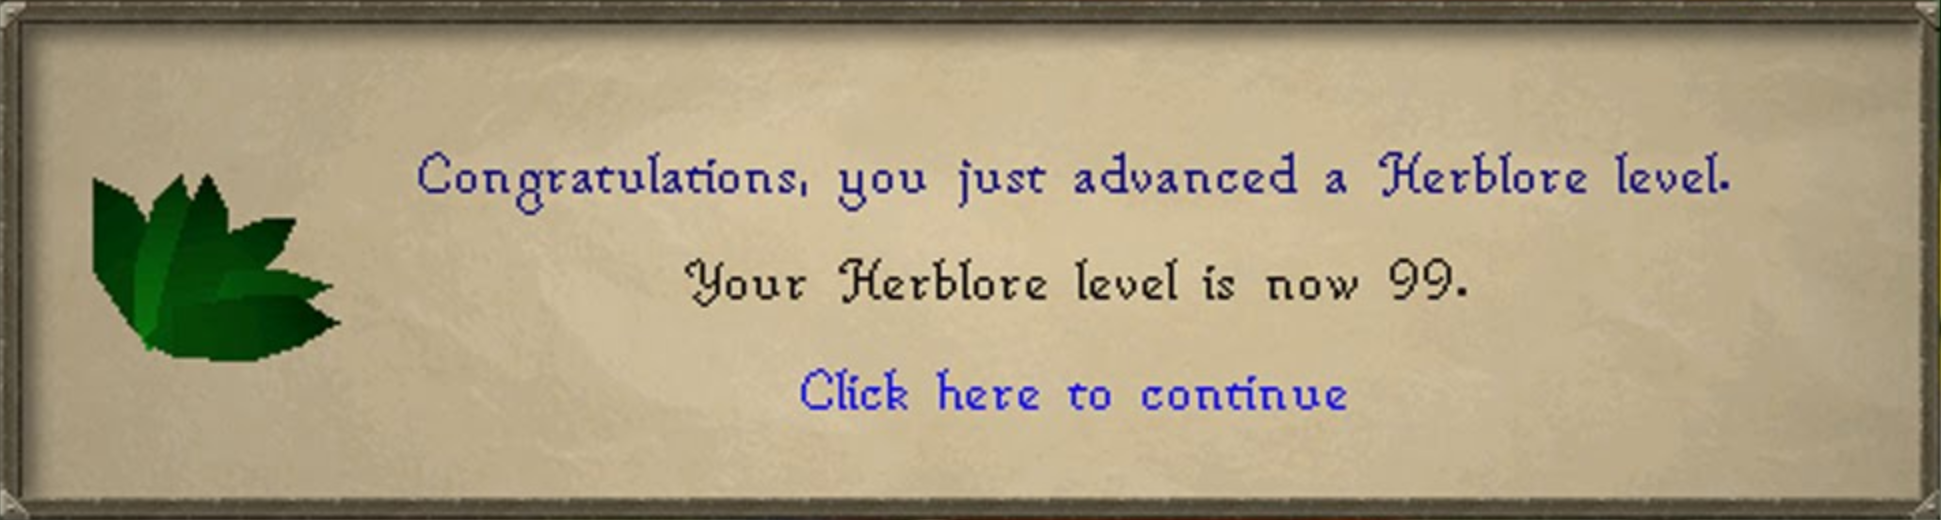 Congratulations, you just advanced a Herblore level.
Your Herblore level is now 99.
Click here to continue